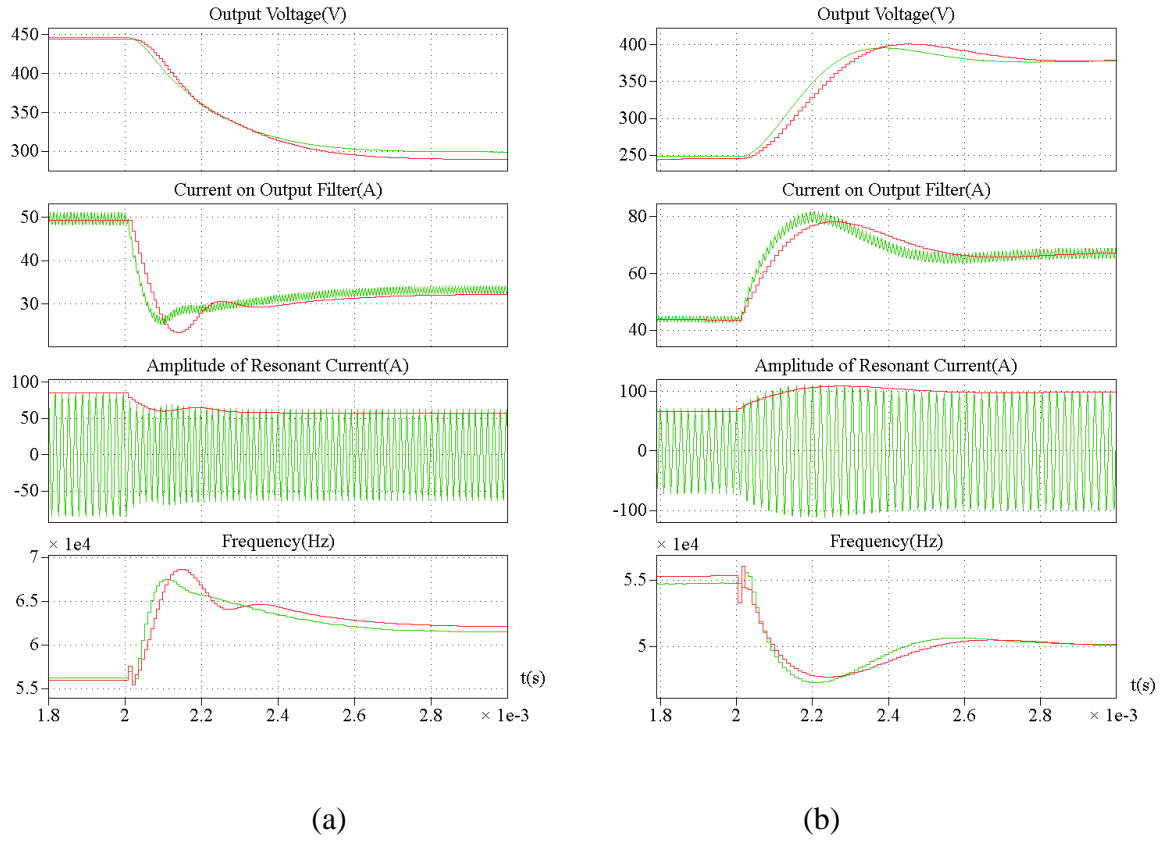 Output Voltage(V)
450
400
350
300
Current on Output Filter(A)
50
40
30
Amplitude of Resonant Current(A)
100
50
0
-50
× 1e4
Frequency(Hz)
7
6.5
6
5.5
t(s)
1.8 2 2.2 2.4 2.6 2.8 × 1e-3
(a)
Output Voltage(V)
400
350
300
250
Current on Output Filter(A)
80
60
40
Amplitude of Resonant Current(A)
100
0
-100
× 1e4
Frequency(Hz)
5.5
5
t(s)
1.8 2 2.2 2.4 2.6 2.8 × 1e-3
(b)